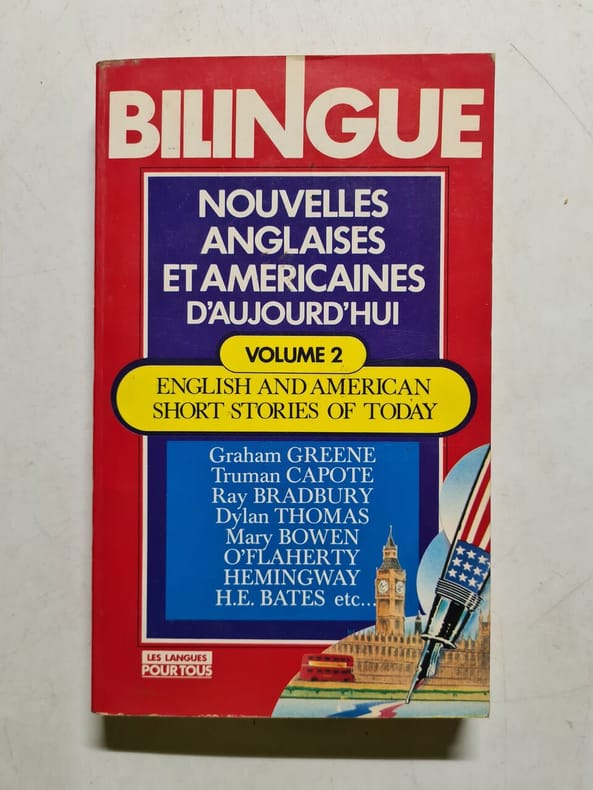 BILINGUE
NOUVELLES
ANGLAISES
ET AMERICAINES
D'AUJOURD'HUI
VOLUME 2
ENGLISH AND AMERICAN
SHORT STORIES OF TODAY
Graham GREENE
Truman CAPOTE
Ray BRADBURY
Dylan THOMAS
Mary BOWEN
O'FLAHERTY
HEMINGWAY
H.E. BATES etc...
LES LANGUES
POUR TOUS